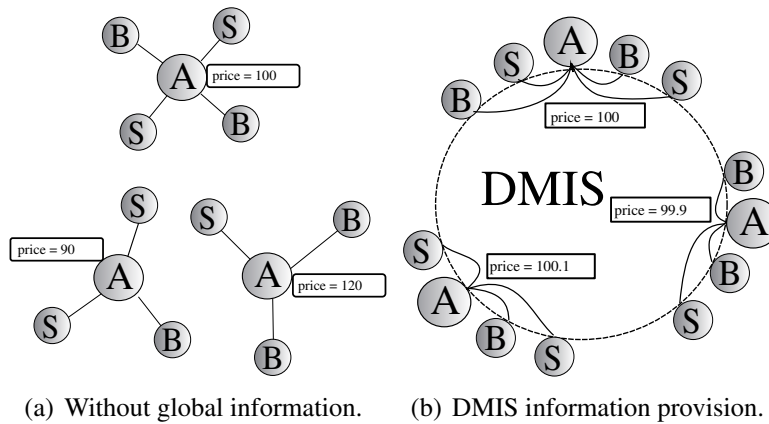 B
S
A
price = 100
S
B
S
price = 90
A
S
B
S
B
A
price = 120
B
A
S
B
B
S
price = 100
DMIS
B
price = 99.9
A
B
S
S
price = 100.1
A
B
S
(a) Without global information.
(b) DMIS information provision.